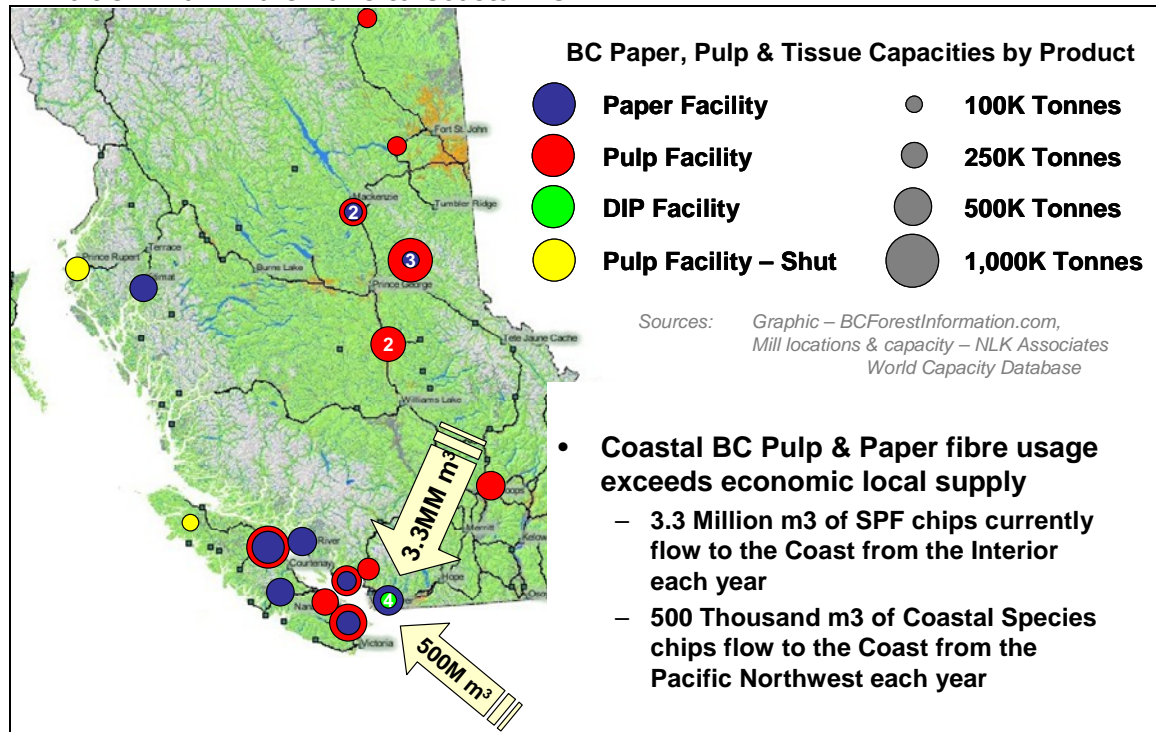 BC Paper, Pulp & Tissue Capacities by Product
Paper Facility
100K Tonnes
Pulp Facility
250K Tonnes
DIP Facility
500K Tonnes
Pulp Facility – Shut
1,000K Tonnes
Sources: Graphic – BCForestInformation.com,
Mill locations & capacity – NLK Associates
World Capacity Database
Fort St. John
Mackenzie
2
Tumbler Ridge
Terrace
Prince Rupert
Burns Lake
3
Prince George
2
Tete Jaune Cache
Williams Lake
3.3MM m³
Merritt
River
Courtenay
Hope
4
Victoria
500M m³
• Coastal BC Pulp & Paper fibre usage
exceeds economic local supply
– 3.3 Million m3 of SPF chips currently
flow to the Coast from the Interior
each year
– 500 Thousand m3 of Coastal Species
chips flow to the Coast from the
Pacific Northwest each year